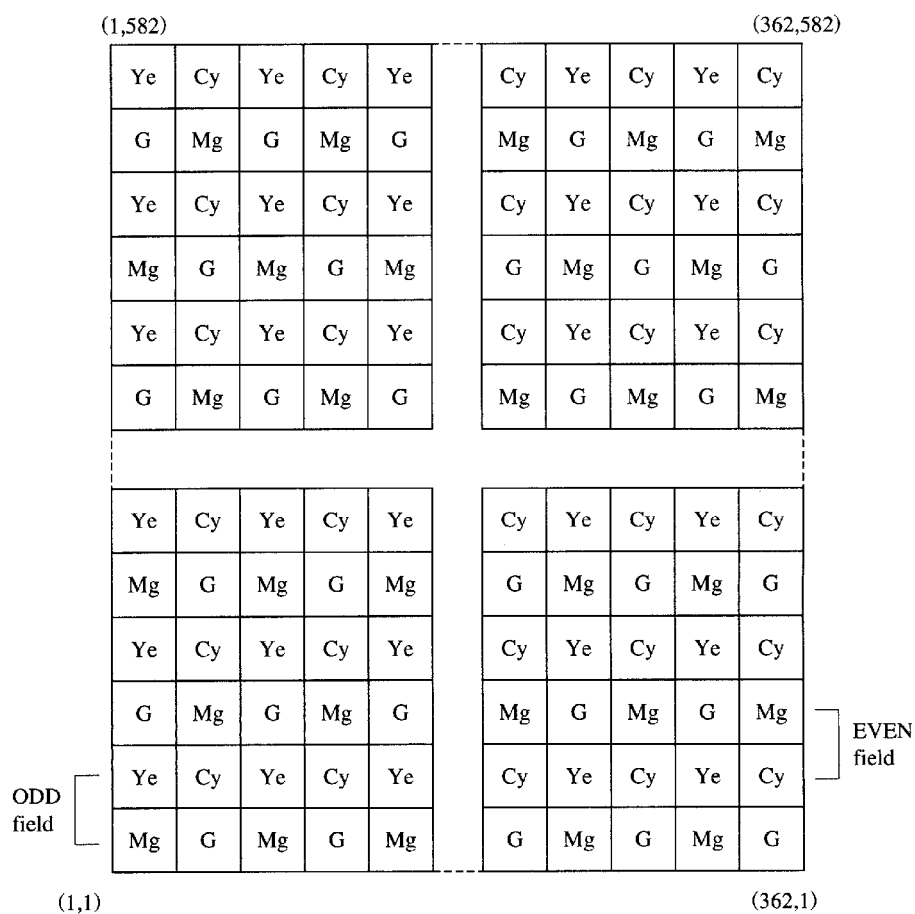 (1,582) (362,582)
Ye Cy Ye Cy Ye Cy Ye Cy Ye Cy
G Mg G Mg G Mg G Mg G Mg
Ye Cy Ye Cy Ye Cy Ye Cy Ye Cy
Mg G Mg G Mg G Mg G Mg G
Ye Cy Ye Cy Ye Cy Ye Cy Ye Cy
G Mg G Mg G Mg G Mg G Mg
Ye Cy Ye Cy Ye Cy Ye Cy Ye Cy
Mg G Mg G Mg G Mg G Mg G
Ye Cy Ye Cy Ye Cy Ye Cy Ye Cy
G Mg G Mg G Mg G Mg G Mg
EVEN
field
Ye Cy Ye Cy Ye Cy Ye Cy Ye Cy
ODD
field
Mg G Mg G Mg G Mg G Mg G
(1,1) (362,1)